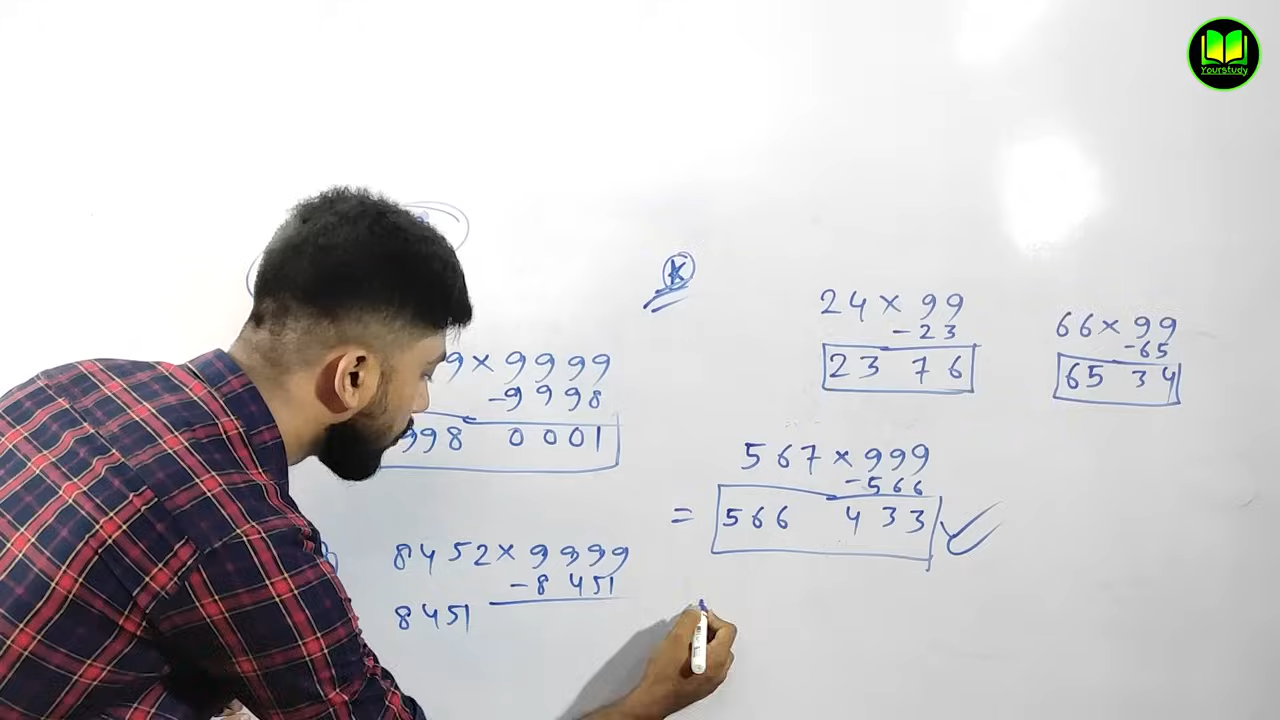 Yourstudy
K
24 × 99
- 23
23 76
66 × 99
- 65
65 34
9 × 9999
- 9998
998 0001
567 × 999
- 566
= 566 433
8452 × 9999
- 8451
8451